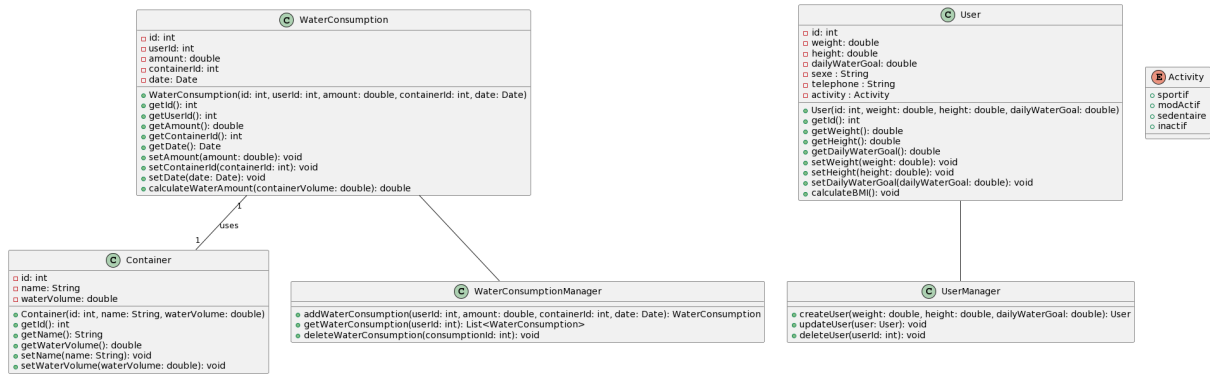 C WaterConsumption
id: int
userId: int
amount: double
containerId: int
date: Date
WaterConsumption(id: int, userId: int, amount: double, containerId: int, date: Date)
getId(): int
getUserId(): int
getAmount(): double
getContainerId(): int
getDate(): Date
setAmount(amount: double): void
setContainerId(containerId: int): void
setDate(date: Date): void
calculateWaterAmount(containerVolume: double): double
C User
id: int
weight: double
height: double
dailyWaterGoal: double
sexe : String
telephone : String
activity : Activity
User(id: int, weight: double, height: double, dailyWaterGoal: double)
getId(): int
getWeight(): double
getHeight(): double
getDailyWaterGoal(): double
setWeight(weight: double): void
setHeight(height: double): void
setDailyWaterGoal(dailyWaterGoal: double): void
calculateBMI(): void
E Activity
sportif
modActif
sedentaire
inactif
1
uses
1
C Container
id: int
name: String
waterVolume: double
Container(id: int, name: String, waterVolume: double)
getId(): int
getName(): String
getWaterVolume(): double
setName(name: String): void
setWaterVolume(waterVolume: double): void
C WaterConsumptionManager
addWaterConsumption(userId: int, amount: double, containerId: int, date: Date): WaterConsumption
getWaterConsumption(userId: int): List<WaterConsumption>
deleteWaterConsumption(consumptionId: int): void
C UserManager
createUser(weight: double, height: double, dailyWaterGoal: double): User
updateUser(user: User): void
deleteUser(userId: int): void